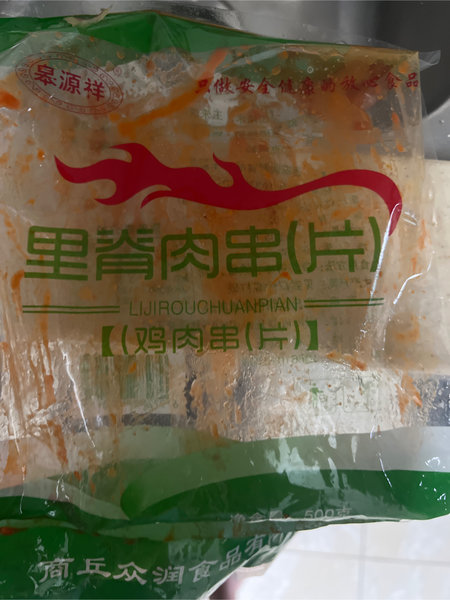 皋源祥
只做安全健康的放心食品
里脊肉串(片)
LIJIROUCHUANPIAN
【(鸡肉串(片)】
500克
商丘众润食品有